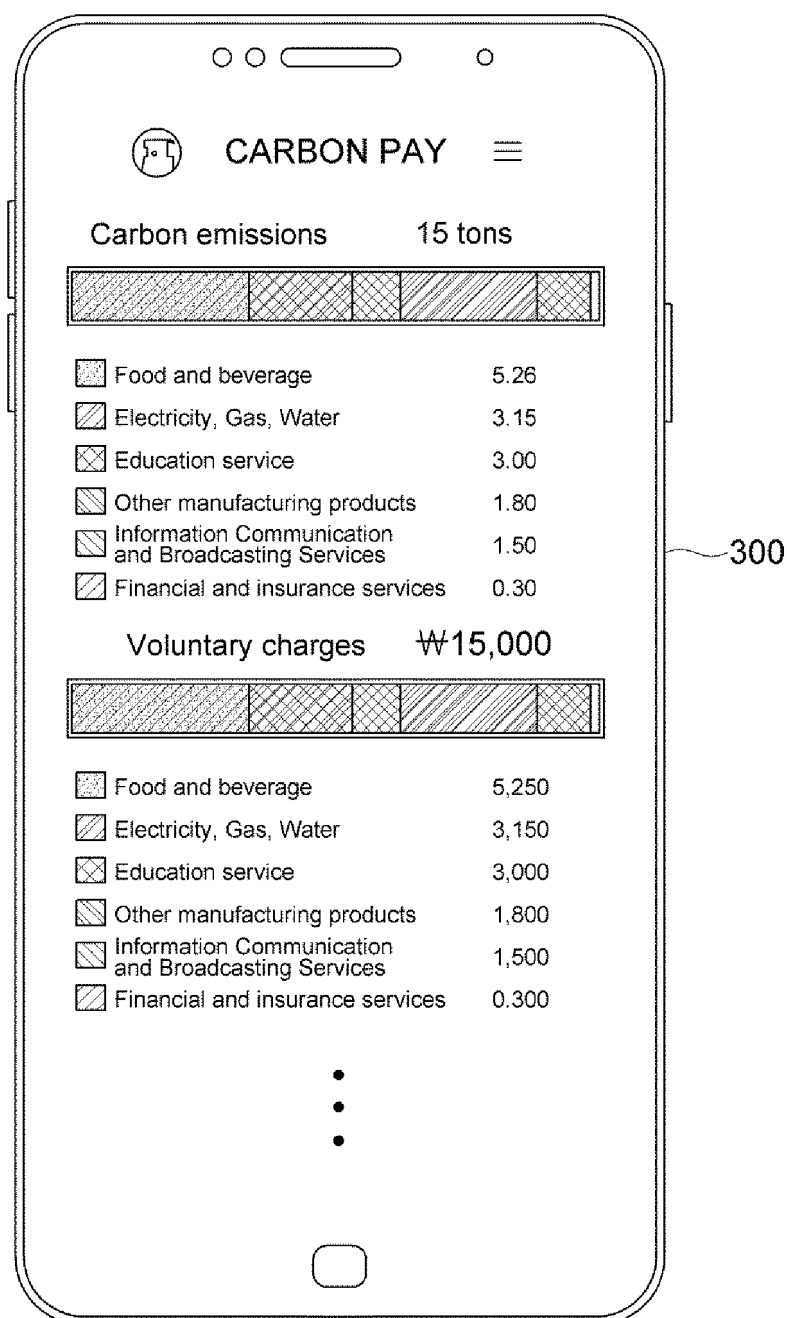 CARBON PAY
Carbon emissions 15 tons
Food and beverage 5.26
Electricity, Gas, Water 3.15
Education service 3.00
Other manufacturing products 1.80
Information Communication
and Broadcasting Services 1.50
Financial and insurance services 0.30
300
Voluntary charges ₩15,000
Food and beverage 5,250
Electricity, Gas, Water 3,150
Education service 3,000
Other manufacturing products 1,800
Information Communication
and Broadcasting Services 1,500
Financial and insurance services 0.300